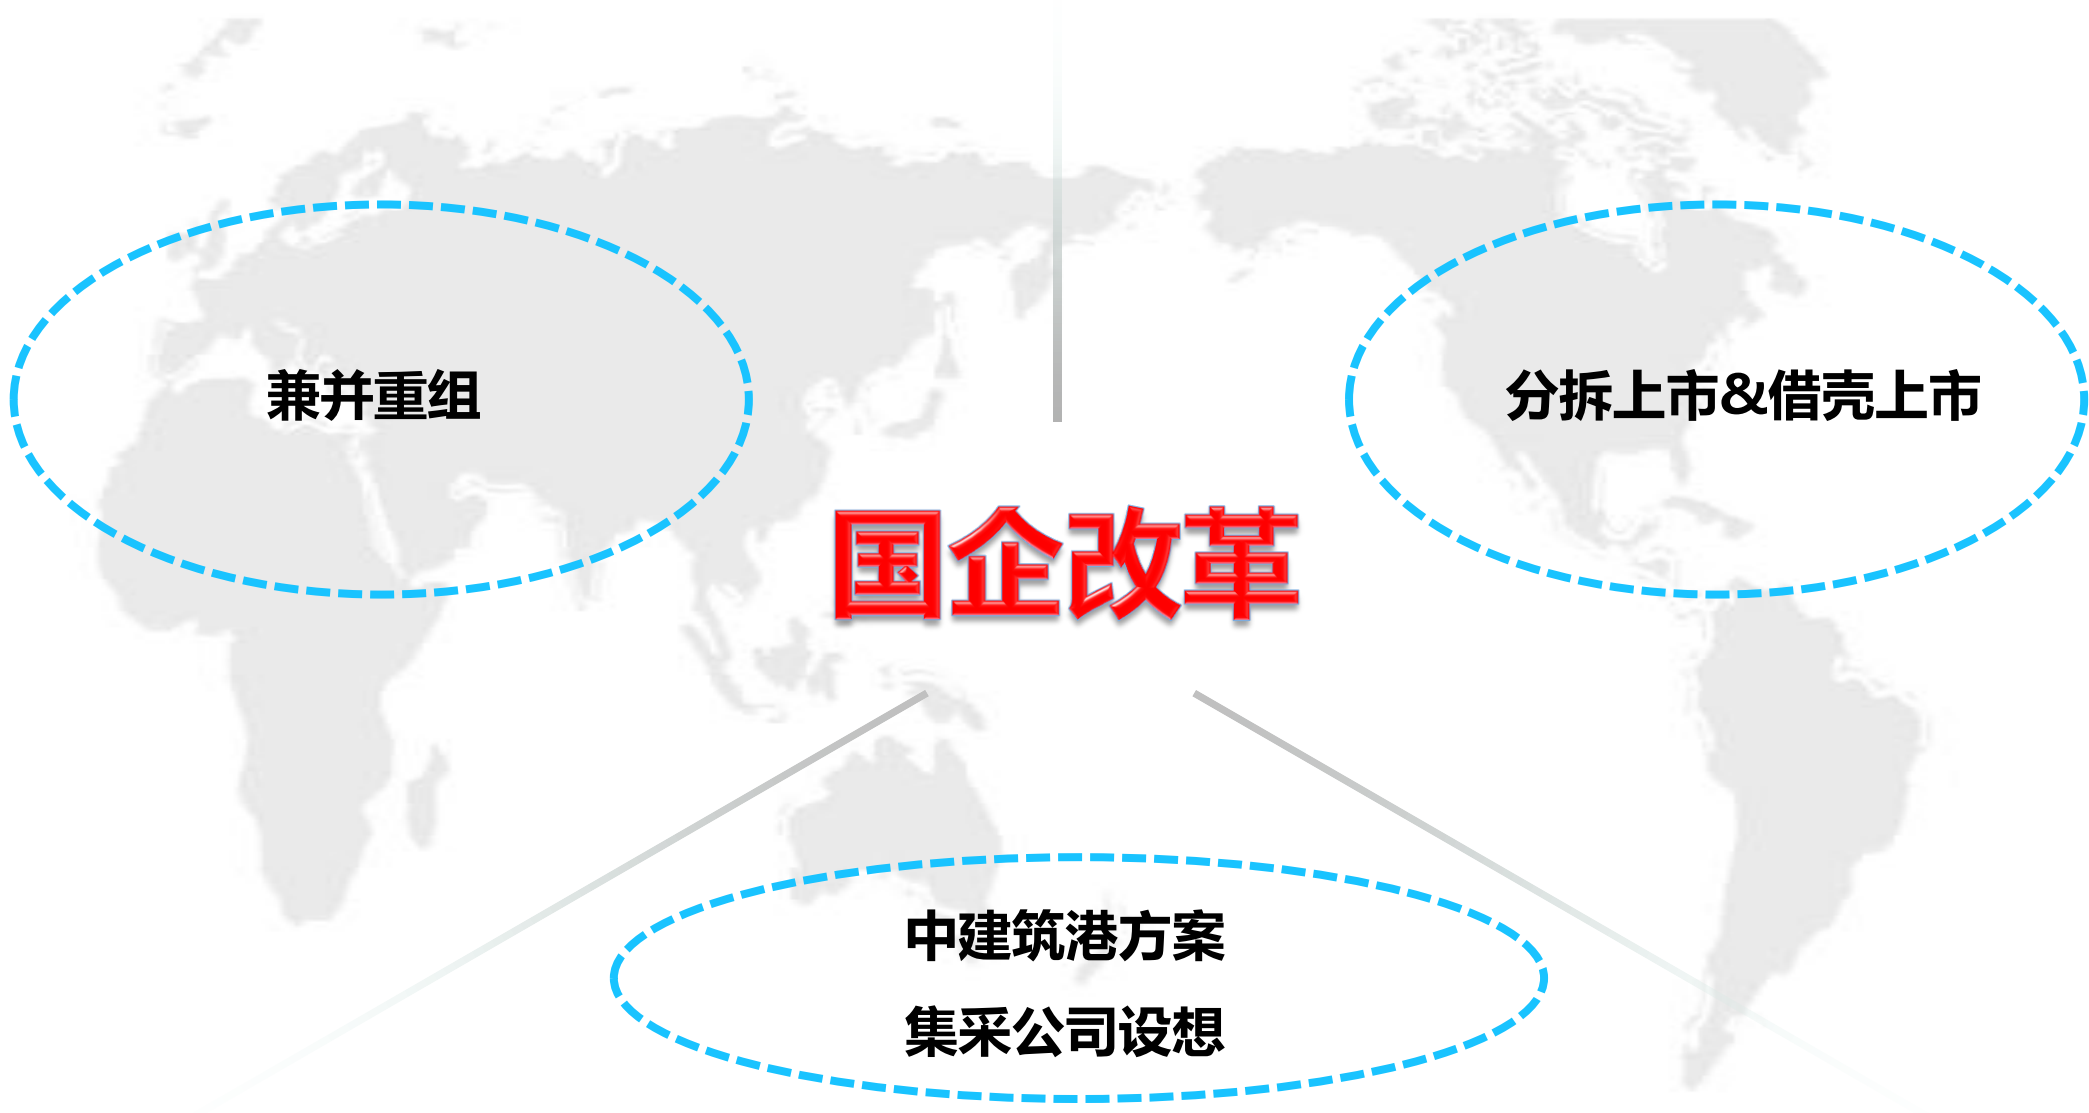 兼并重组
分拆上市&借壳上市
国企改革
中建筑港方案
集采公司设想